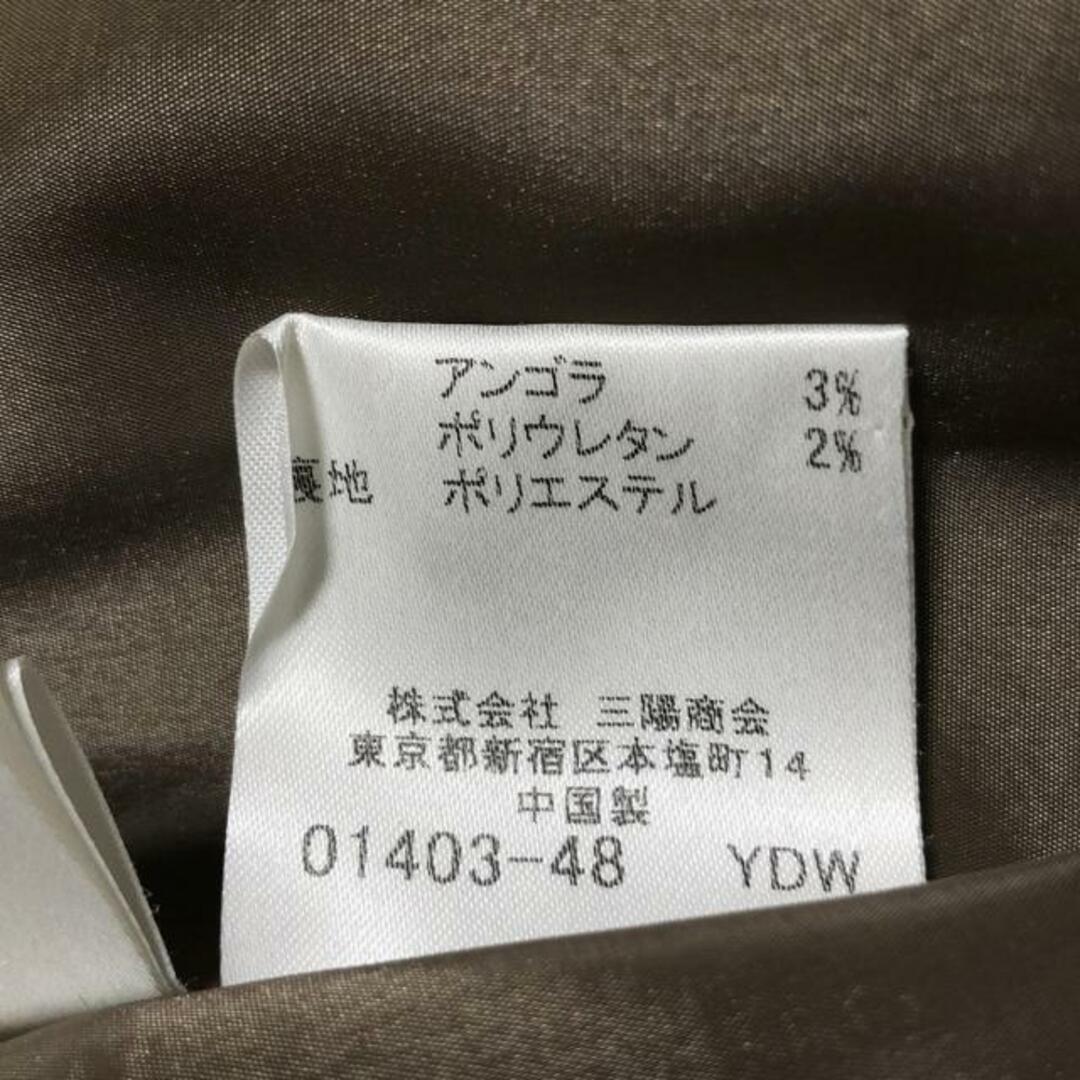 アンゴラ 3%
ポリウレタン 2%
裏地 ポリエステル
株式会社 三陽商会
東京都新宿区本塩町14
中国製
01403-48 YDW